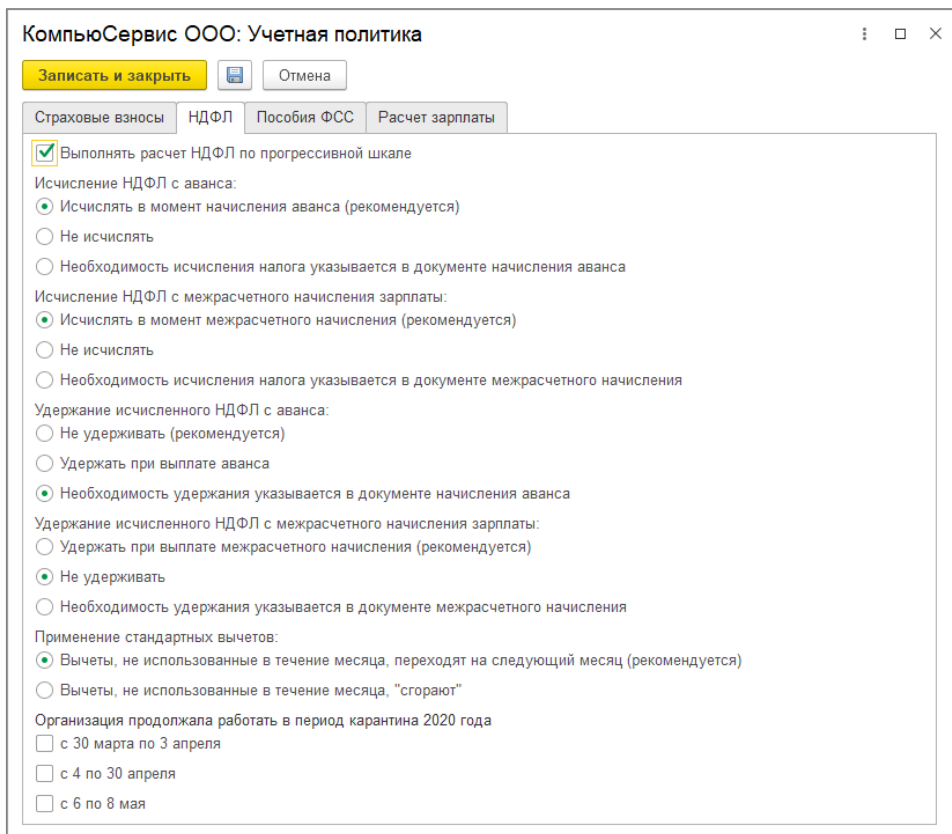 КомпьюСервис ООО: Учетная политика
Записать и закрыть Отмена
Страховые взносы НДФЛ Пособия ФСС Расчет зарплаты
Выполнять расчет НДФЛ по прогрессивной шкале
Исчисление НДФЛ с аванса:
Исчислять в момент начисления аванса (рекомендуется)
Не исчислять
Необходимость исчисления налога указывается в документе начисления аванса
Исчисление НДФЛ с межрасчетного начисления зарплаты:
Исчислять в момент межрасчетного начисления (рекомендуется)
Не исчислять
Необходимость исчисления налога указывается в документе межрасчетного начисления
Удержание исчисленного НДФЛ с аванса:
Не удерживать (рекомендуется)
Удержать при выплате аванса
Необходимость удержания указывается в документе начисления аванса
Удержание исчисленного НДФЛ с межрасчетного начисления зарплаты:
Удержать при выплате межрасчетного начисления (рекомендуется)
Не удерживать
Необходимость удержания указывается в документе межрасчетного начисления
Применение стандартных вычетов:
Вычеты, не использованные в течение месяца, переходят на следующий месяц (рекомендуется)
Вычеты, не использованные в течение месяца, "сгорают"
Организация продолжала работать в период карантина 2020 года
с 30 марта по 3 апреля
с 4 по 30 апреля
с 6 по 8 мая